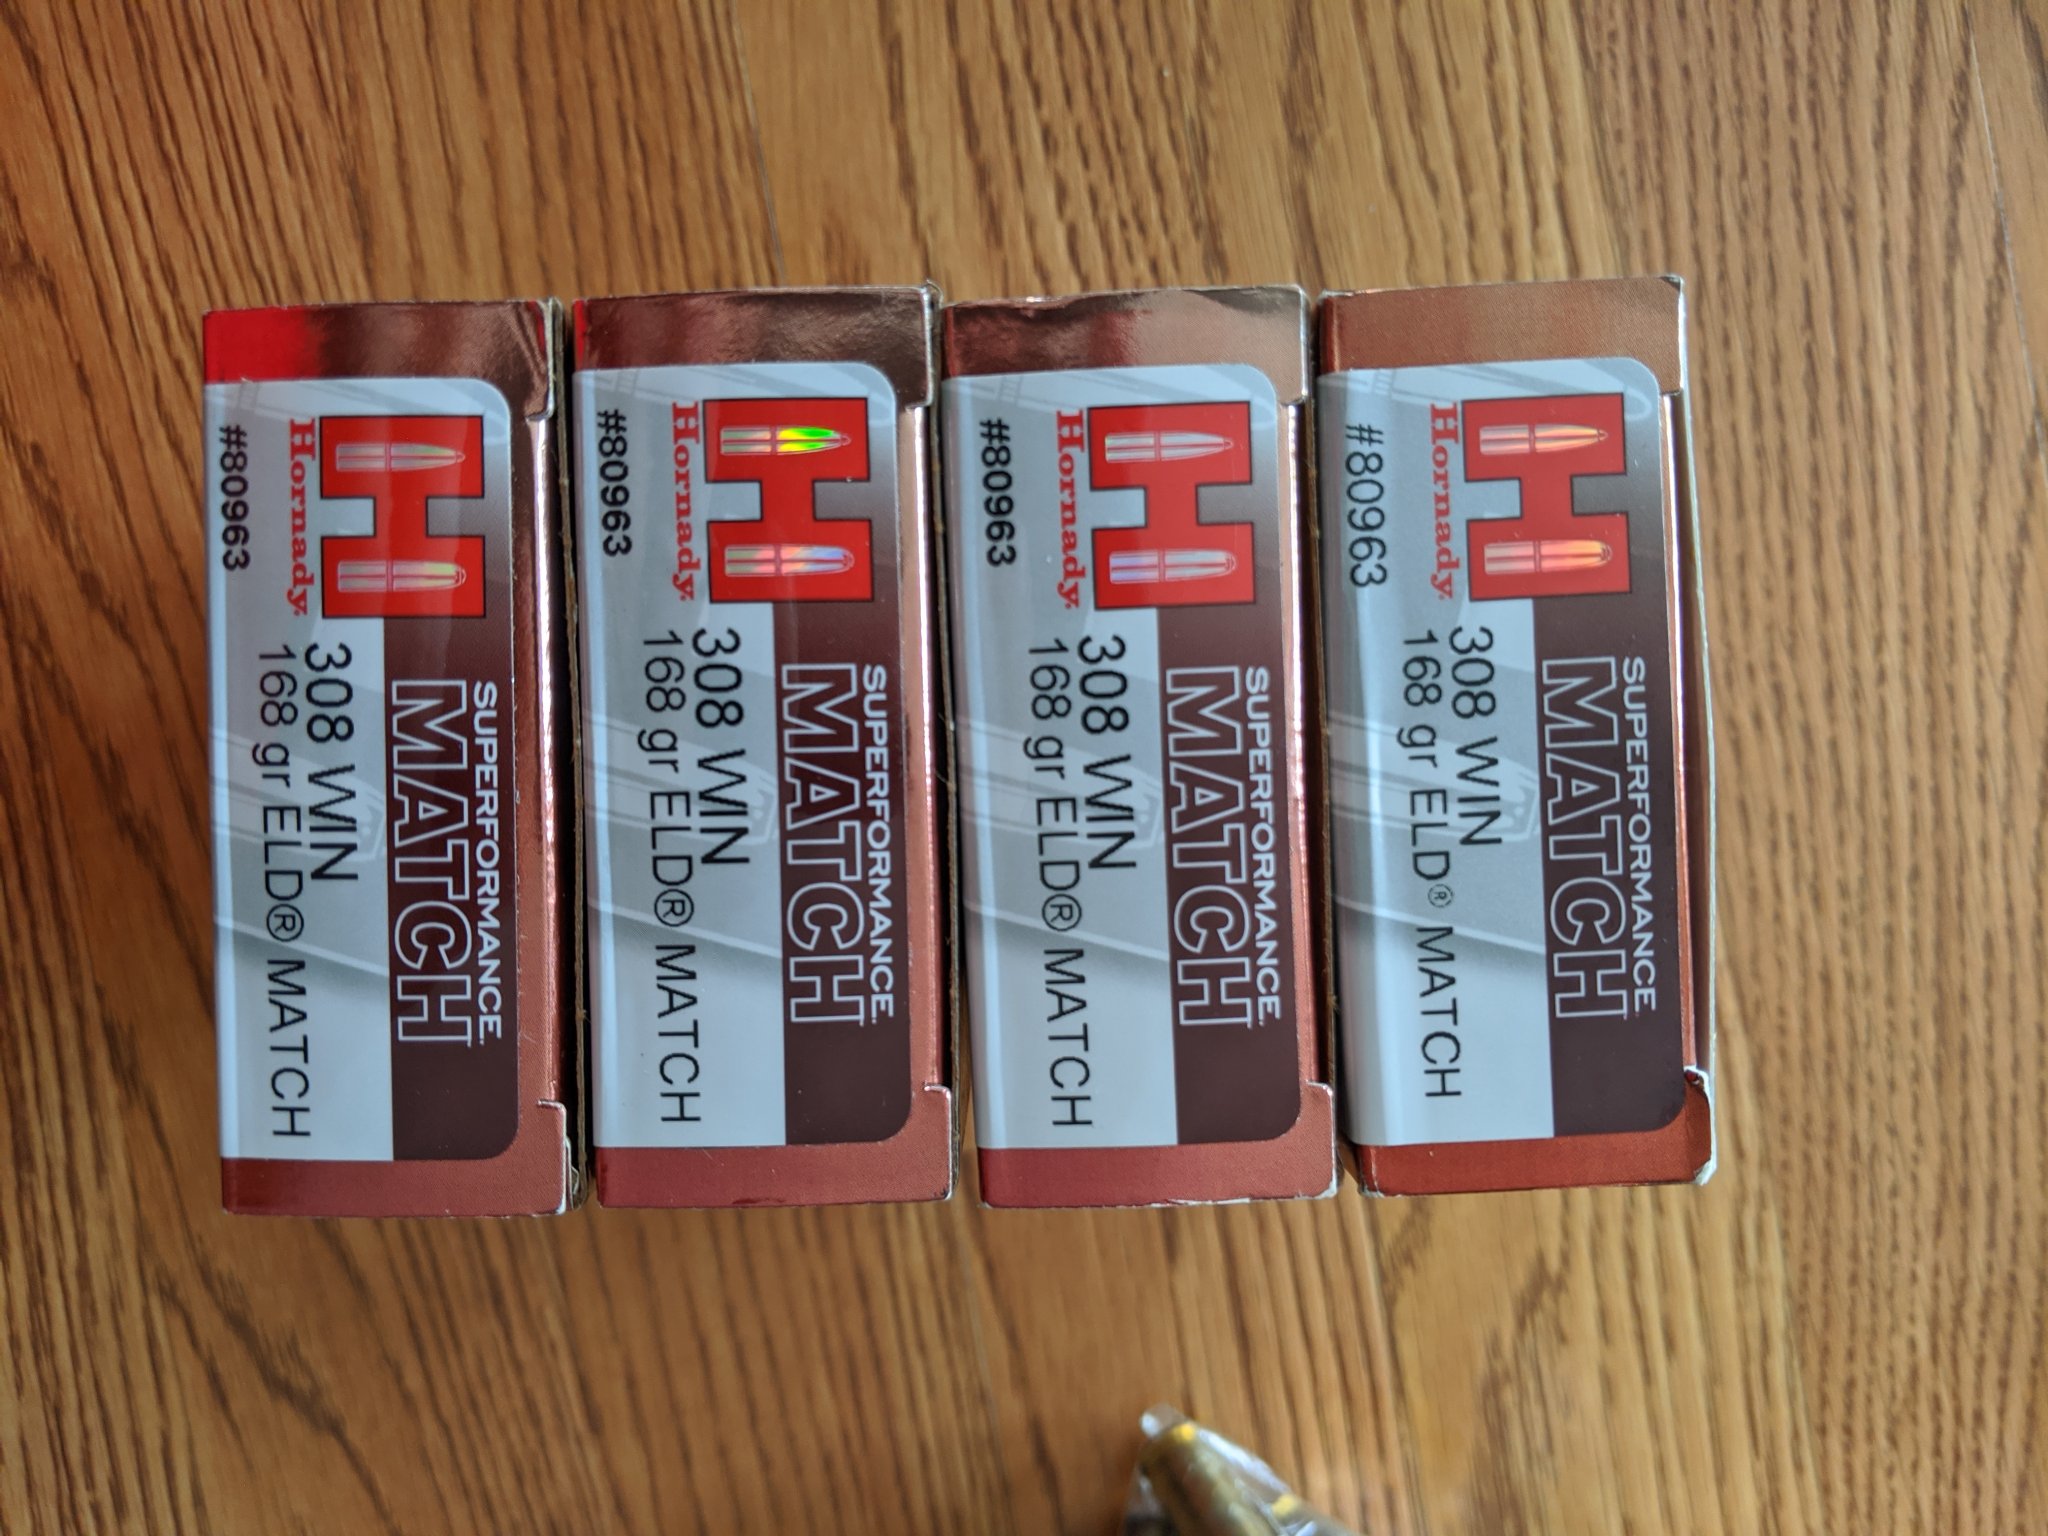 Hornady
#80963
SUPERFORMANCE
MATCH
308 WIN
168 gr ELD® MATCH
Hornady
#80963
SUPERFORMANCE
MATCH
308 WIN
168 gr ELD® MATCH
Hornady
#80963
SUPERFORMANCE
MATCH
308 WIN
168 gr ELD® MATCH
Hornady
#80963
SUPERFORMANCE
MATCH
308 WIN
168 gr ELD® MATCH